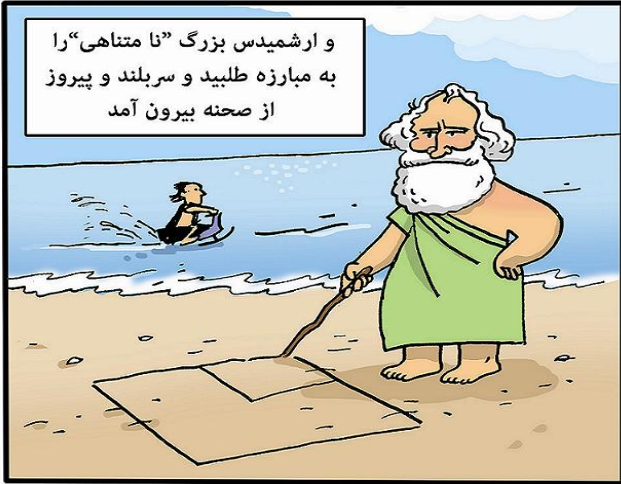 و ارشمیدس بزرگ ”نا متناهی“را
به مبارزه طلبید و سربلند و پیروز
از صحنه بیرون آمد